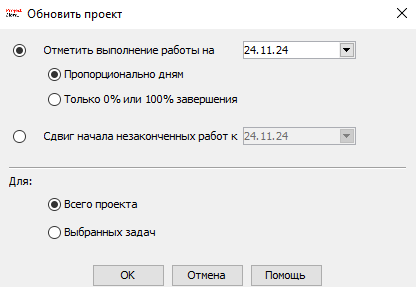 Обновить проект
Отметить выполнение работы на 24.11.24
Пропорционально дням
Только 0% или 100% завершения
Сдвиг начала незаконченных работ к 24.11.24
Для:
Всего проекта
Выбранных задач
OK Отмена Помощь